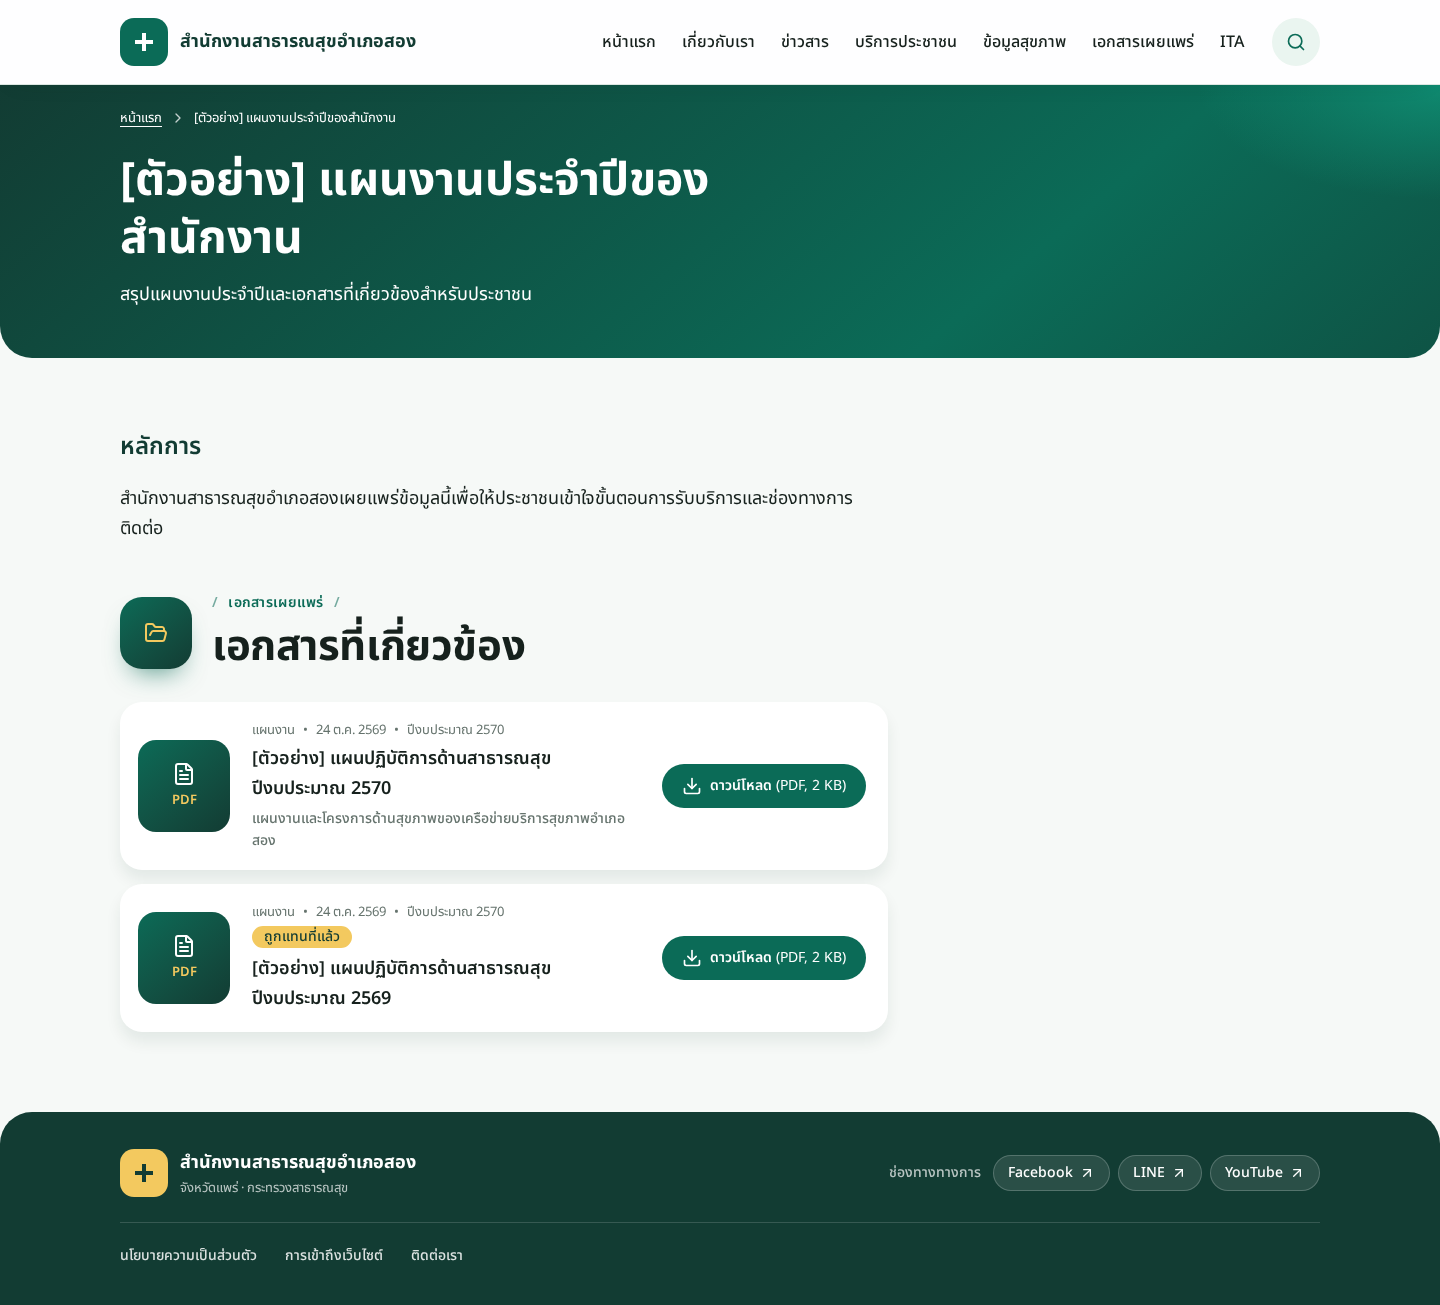 สำนักงานสาธารณสุขอำเภอสอง
หน้าแรก
เกี่ยวกับเรา
ข่าวสาร
บริการประชาชน
ข้อมูลสุขภาพ
เอกสารเผยแพร่
ITA
หน้าแรก
[ตัวอย่าง] แผนงานประจำปีของสำนักงาน
[ตัวอย่าง] แผนงานประจำปีของ
สำนักงาน
สรุปแผนงานประจำปีและเอกสารที่เกี่ยวข้องสำหรับประชาชน
หลักการ
สำนักงานสาธารณสุขอำเภอสองเผยแพร่ข้อมูลนี้เพื่อให้ประชาชนเข้าใจขั้นตอนการรับบริการและช่องทางการ
ติดต่อ
/ เอกสารเผยแพร่ /
เอกสารที่เกี่ยวข้อง
แผนงาน • 24 ต.ค. 2569 • ปีงบประมาณ 2570
[ตัวอย่าง] แผนปฏิบัติการด้านสาธารณสุข
ปีงบประมาณ 2570
แผนงานและโครงการด้านสุขภาพของเครือข่ายบริการสุขภาพอำเภอ
สอง
PDF
ดาวน์โหลด (PDF, 2 KB)
แผนงาน • 24 ต.ค. 2569 • ปีงบประมาณ 2570
ถูกแทนที่แล้ว
[ตัวอย่าง] แผนปฏิบัติการด้านสาธารณสุข
ปีงบประมาณ 2569
PDF
ดาวน์โหลด (PDF, 2 KB)
สำนักงานสาธารณสุขอำเภอสอง
จังหวัดแพร่ · กระทรวงสาธารณสุข
ช่องทางทางการ
Facebook
LINE
YouTube
นโยบายความเป็นส่วนตัว
การเข้าถึงเว็บไซต์
ติดต่อเรา